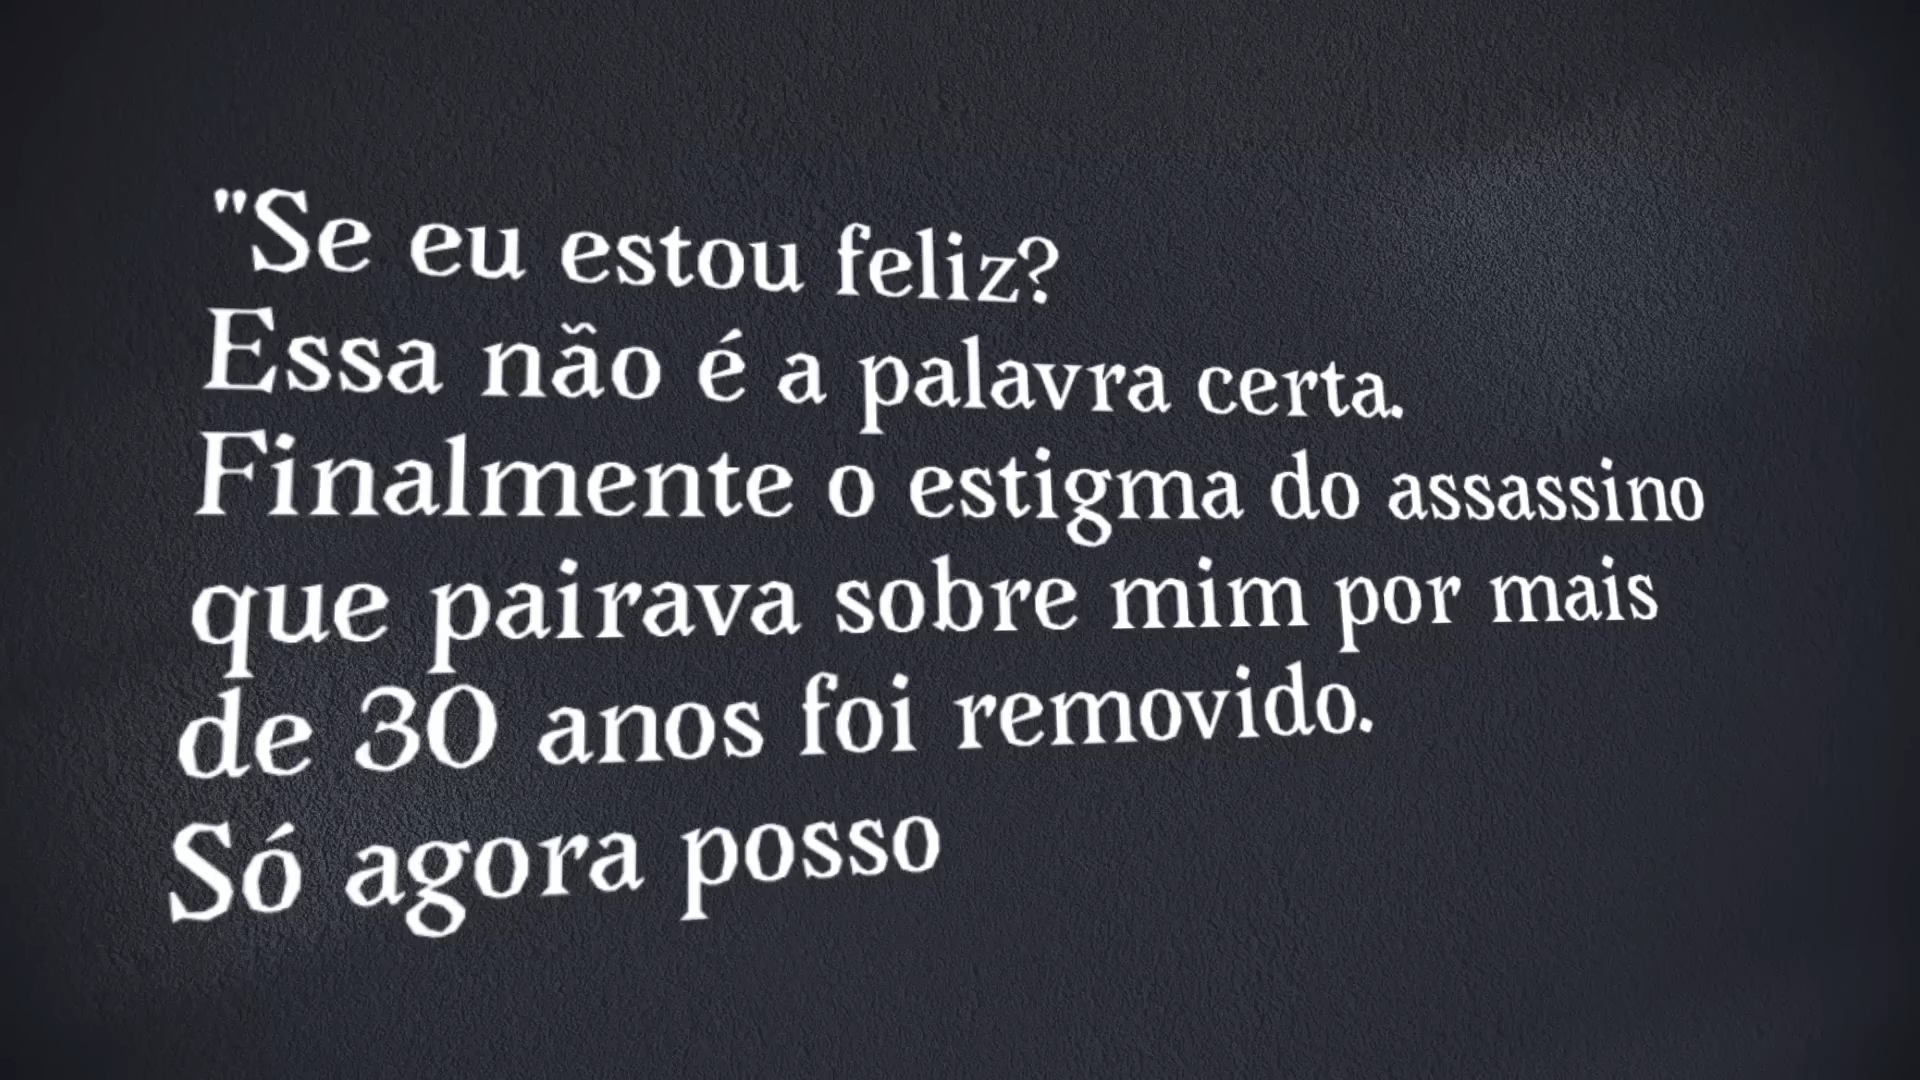 "Se eu estou feliz?
Essa não é a palavra certa.
Finalmente o estigma do assassino
que pairava sobre mim por mais
de 30 anos foi removido.
Só agora posso